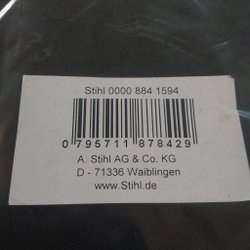 Stihl 0000 884 1594
0 795711 878429
A. Stihl AG & Co. KG
D - 71336 Waiblingen
www.Stihl.de